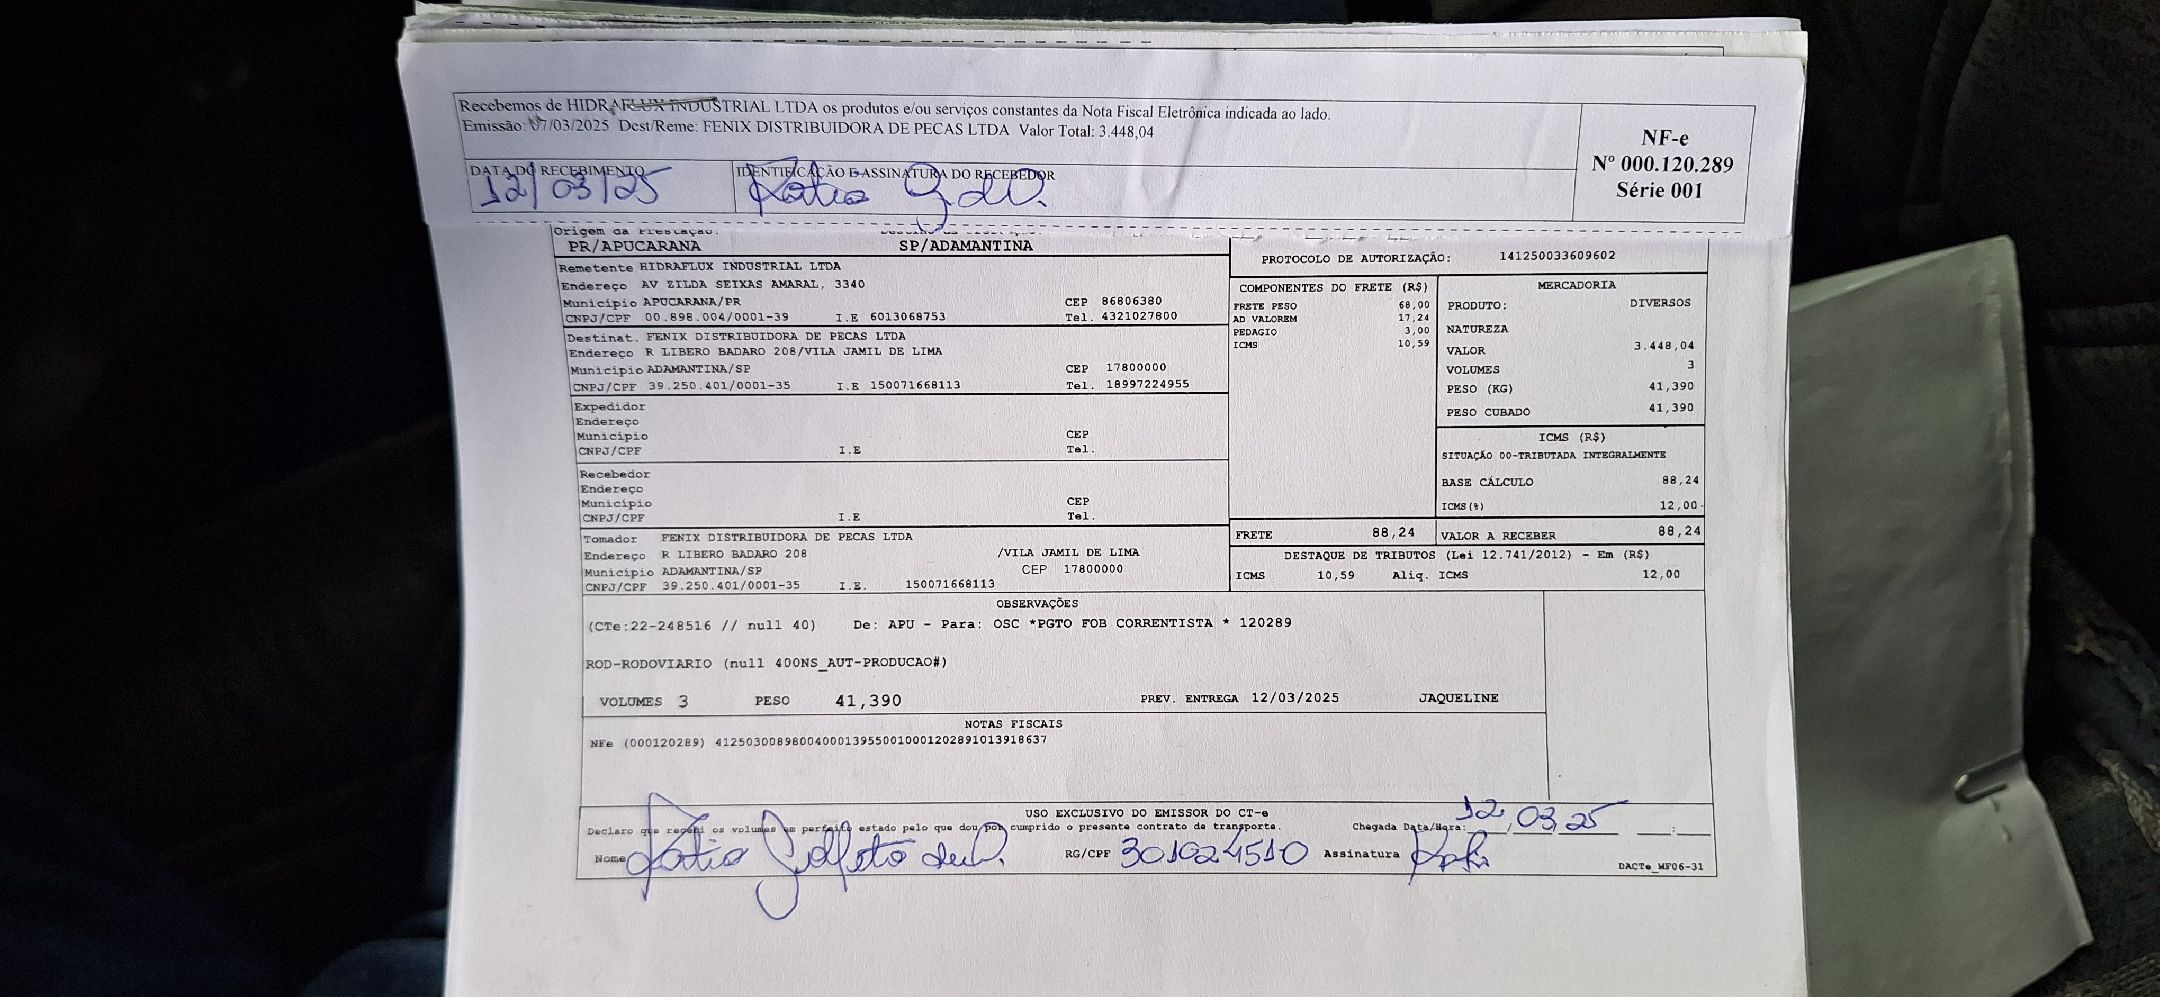 Recebemos de HIDRAFLUX INDUSTRIAL LTDA os produtos e/ou serviços constantes da Nota Fiscal Eletrônica indicada ao lado.
Emissão: 07/03/2025 Dest/Reme: FENIX DISTRIBUIDORA DE PECAS LTDA Valor Total: 3.448,04
NF-e
Nº 000.120.289
Série 001
DATA DO RECEBIMENTO
12/03/25
IDENTIFICAÇÃO E ASSINATURA DO RECEBEDOR
Origem da Prestação:
PR/APUCARANA SP/ADAMANTINA
Remetente HIDRAFLUX INDUSTRIAL LTDA
Endereço AV ZILDA SEIXAS AMARAL, 3340
Município APUCARANA/PR CEP 86806380
CNPJ/CPF 00.898.004/0001-39 I.E 6013068753 Tel. 4321027800
Destinat. FENIX DISTRIBUIDORA DE PECAS LTDA
Endereço R LIBERO BADARO 208/VILA JAMIL DE LIMA
Município ADAMANTINA/SP CEP 17800000
CNPJ/CPF 39.250.401/0001-35 I.E 150071668113 Tel. 18997224955
Expedidor
Endereço
Município CEP
CNPJ/CPF I.E Tel.
Recebedor
Endereço
Município CEP
CNPJ/CPF I.E Tel.
Tomador FENIX DISTRIBUIDORA DE PECAS LTDA
Endereço R LIBERO BADARO 208 /VILA JAMIL DE LIMA
Município ADAMANTINA/SP CEP 17800000
CNPJ/CPF 39.250.401/0001-35 I.E. 150071668113
PROTOCOLO DE AUTORIZAÇÃO: 141250033609602
COMPONENTES DO FRETE (R$)
FRETE PESO 68,00
AD VALOREM 17,24
PEDAGIO 3,00
ICMS 10,59
MERCADORIA
PRODUTO: DIVERSOS
NATUREZA
VALOR 3.448,04
VOLUMES 3
PESO (KG) 41,390
PESO CUBADO 41,390
ICMS (R$)
SITUAÇÃO 00-TRIBUTADA INTEGRALMENTE
BASE CÁLCULO 88,24
ICMS(%) 12,00
FRETE 88,24 VALOR A RECEBER 88,24
DESTAQUE DE TRIBUTOS (Lei 12.741/2012) - Em (R$)
ICMS 10,59 Aliq. ICMS 12,00
OBSERVAÇÕES
(CTe:22-248516 // null 40) De: APU - Para: OSC *PGTO FOB CORRENTISTA * 120289
ROD-RODOVIARIO (null 400NS_AUT-PRODUCAO#)
VOLUMES 3 PESO 41,390 PREV. ENTREGA 12/03/2025 JAQUELINE
NOTAS FISCAIS
NFe (000120289) 41250300898004000139550010001202891013918637
USO EXCLUSIVO DO EMISSOR DO CT-e
Declaro que recebi os volumes em perfeito estado pelo que dou por cumprido o presente contrato de transporte. Chegada Data/Hora: 12/03/25
Nome RG/CPF 301024510 Assinatura
DACTe_MF06-31